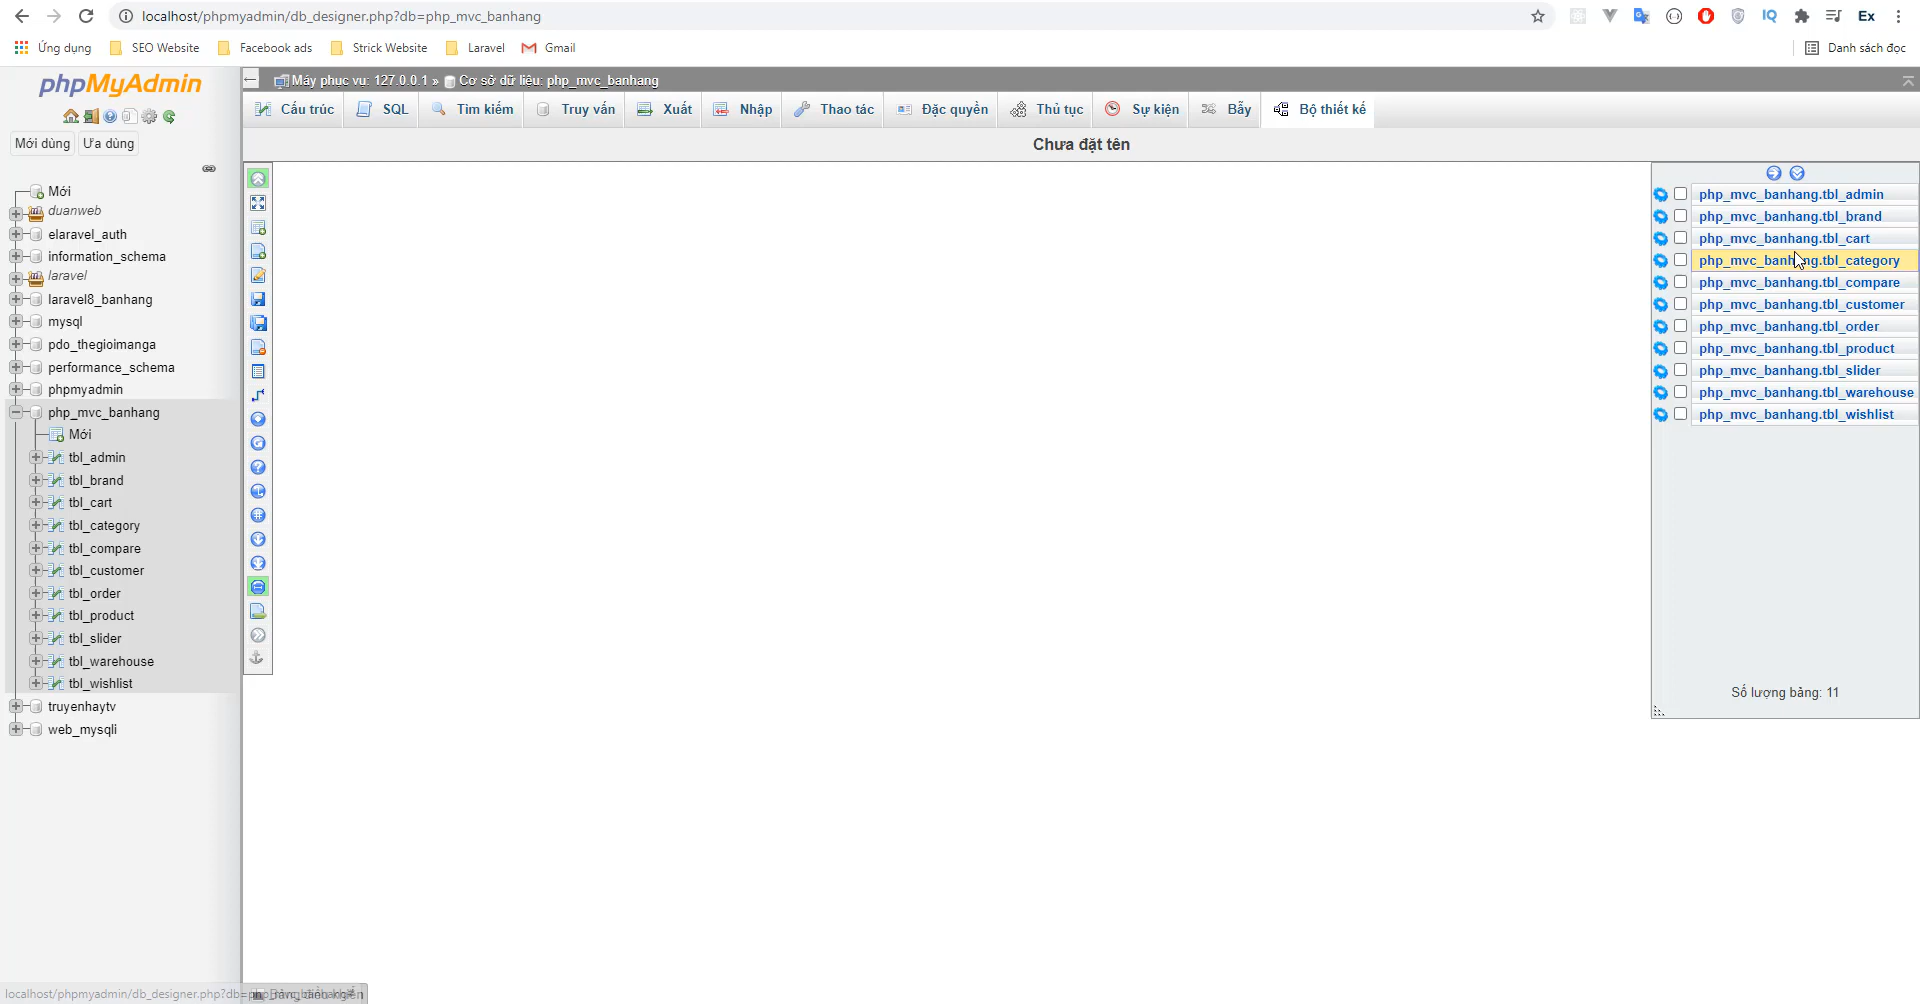 localhost/phpmyadmin/db_designer.php?db=php_mvc_banhang
Ex
Ứng dụng SEO Website Facebook ads Strick Website Laravel Gmail Danh sách đọc
phpMyAdmin
Máy phục vụ: 127.0.0.1 » Cơ sở dữ liệu: php_mvc_banhang
Cấu trúc SQL Tìm kiếm Truy vấn Xuất Nhập Thao tác Đặc quyền Thủ tục Sự kiện Bẫy Bộ thiết kế
Mới dùng Ưa dùng
Chưa đặt tên
Mới
duanweb
elaravel_auth
information_schema
laravel
laravel8_banhang
mysql
pdo_thegioimanga
performance_schema
phpmyadmin
php_mvc_banhang
Mới
tbl_admin
tbl_brand
tbl_cart
tbl_category
tbl_compare
tbl_customer
tbl_order
tbl_product
tbl_slider
tbl_warehouse
tbl_wishlist
truyenhaytv
web_mysqli
php_mvc_banhang.tbl_admin
php_mvc_banhang.tbl_brand
php_mvc_banhang.tbl_cart
php_mvc_banhang.tbl_category
php_mvc_banhang.tbl_compare
php_mvc_banhang.tbl_customer
php_mvc_banhang.tbl_order
php_mvc_banhang.tbl_product
php_mvc_banhang.tbl_slider
php_mvc_banhang.tbl_warehouse
php_mvc_banhang.tbl_wishlist
Số lượng bảng: 11
localhost/phpmyadmin/db_designer.php?db=